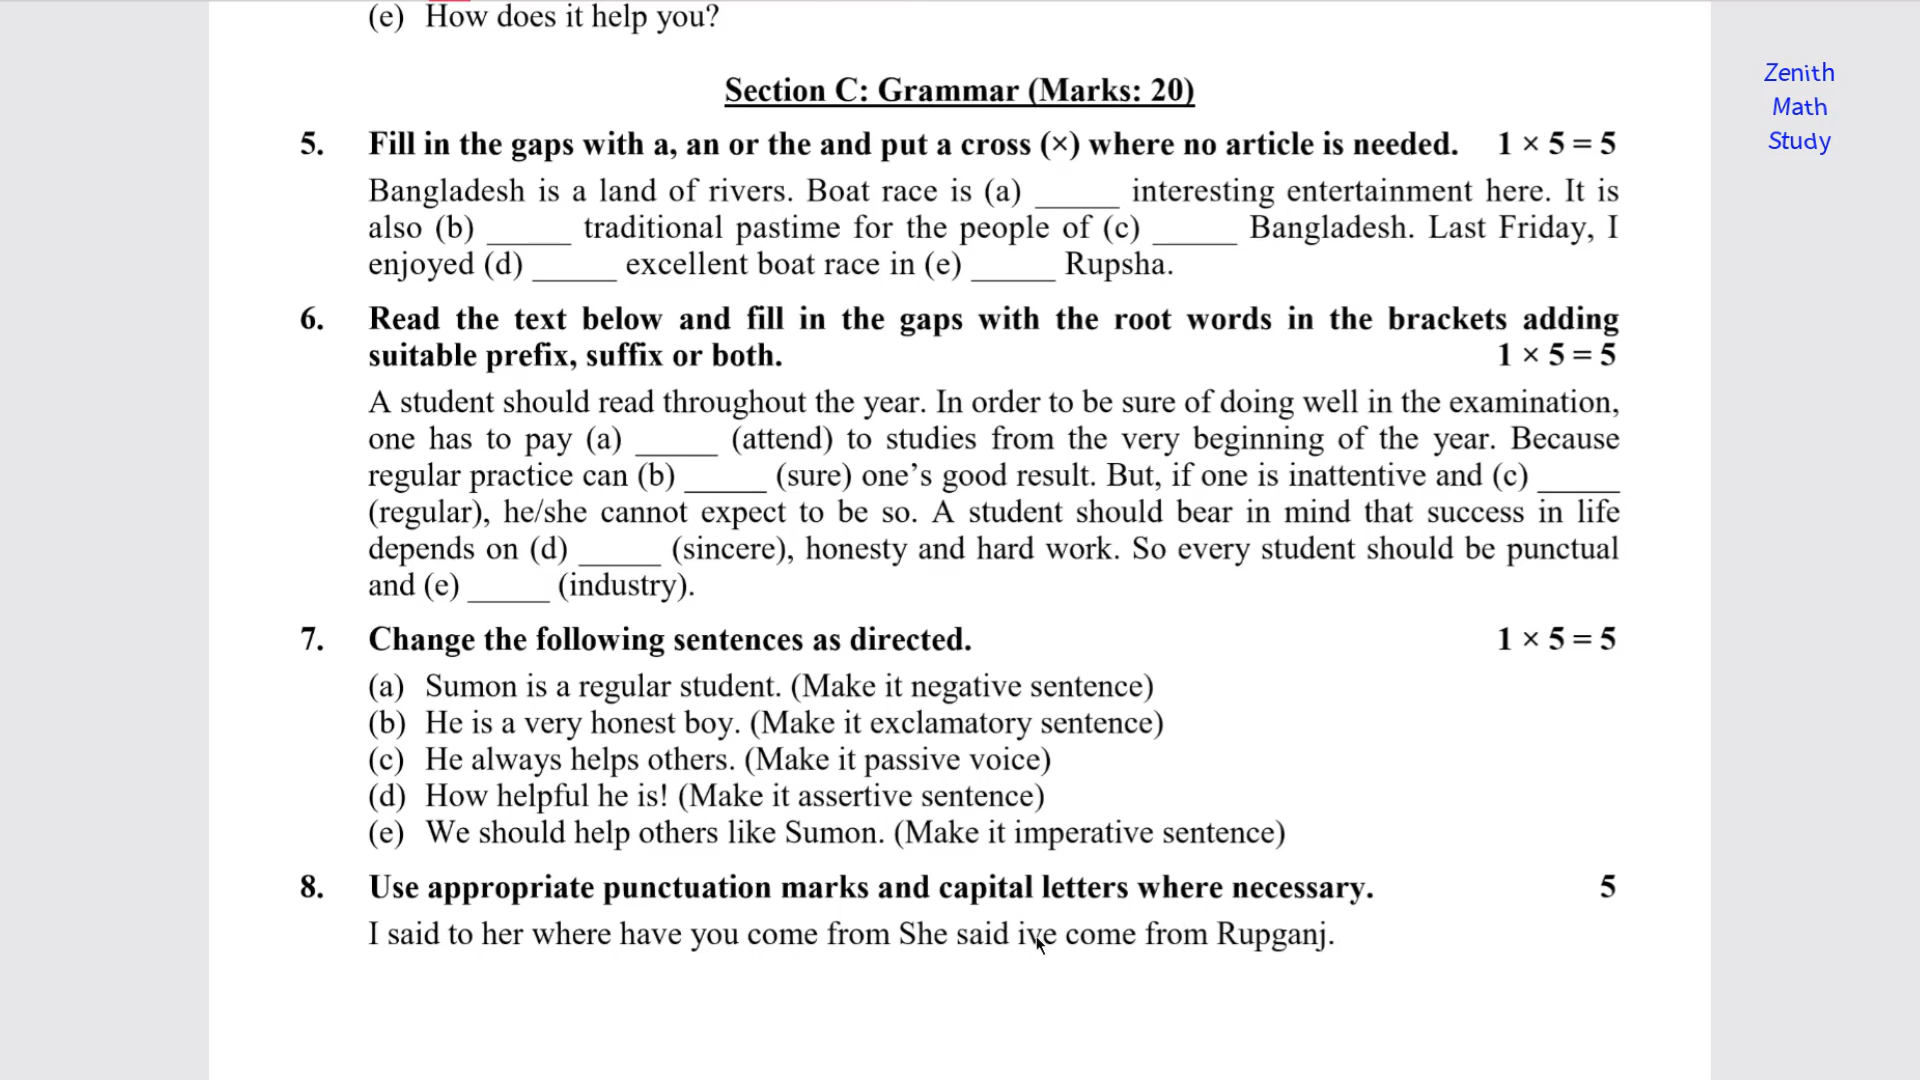 (e) How does it help you?
Section C: Grammar (Marks: 20)
Zenith
Math
Study
5. Fill in the gaps with a, an or the and put a cross (×) where no article is needed. 1 × 5 = 5
Bangladesh is a land of rivers. Boat race is (a) _____ interesting entertainment here. It is
also (b) _____ traditional pastime for the people of (c) _____ Bangladesh. Last Friday, I
enjoyed (d) _____ excellent boat race in (e) _____ Rupsha.
6. Read the text below and fill in the gaps with the root words in the brackets adding
suitable prefix, suffix or both. 1 × 5 = 5
A student should read throughout the year. In order to be sure of doing well in the examination,
one has to pay (a) _____ (attend) to studies from the very beginning of the year. Because
regular practice can (b) _____ (sure) one’s good result. But, if one is inattentive and (c) _____
(regular), he/she cannot expect to be so. A student should bear in mind that success in life
depends on (d) _____ (sincere), honesty and hard work. So every student should be punctual
and (e) _____ (industry).
7. Change the following sentences as directed. 1 × 5 = 5
(a) Sumon is a regular student. (Make it negative sentence)
(b) He is a very honest boy. (Make it exclamatory sentence)
(c) He always helps others. (Make it passive voice)
(d) How helpful he is! (Make it assertive sentence)
(e) We should help others like Sumon. (Make it imperative sentence)
8. Use appropriate punctuation marks and capital letters where necessary. 5
I said to her where have you come from She said ive come from Rupganj.